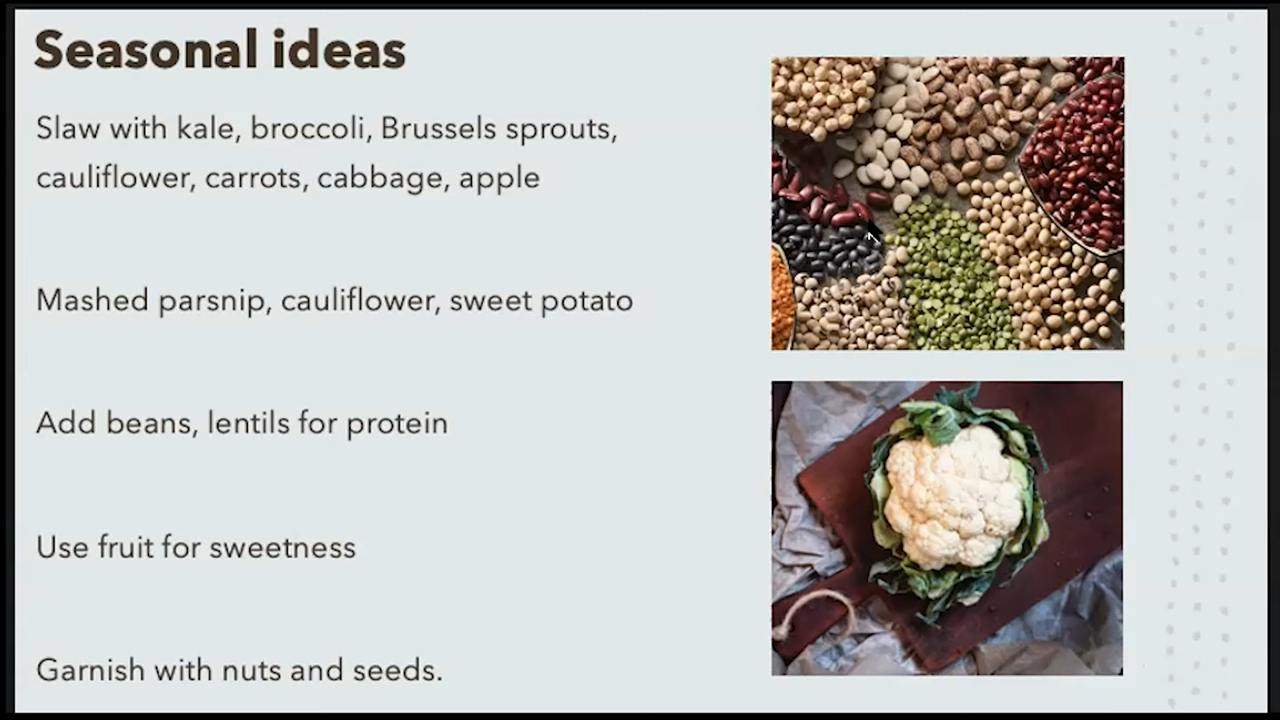 Seasonal ideas
Slaw with kale, broccoli, Brussels sprouts,
cauliflower, carrots, cabbage, apple
Mashed parsnip, cauliflower, sweet potato
Add beans, lentils for protein
Use fruit for sweetness
Garnish with nuts and seeds.